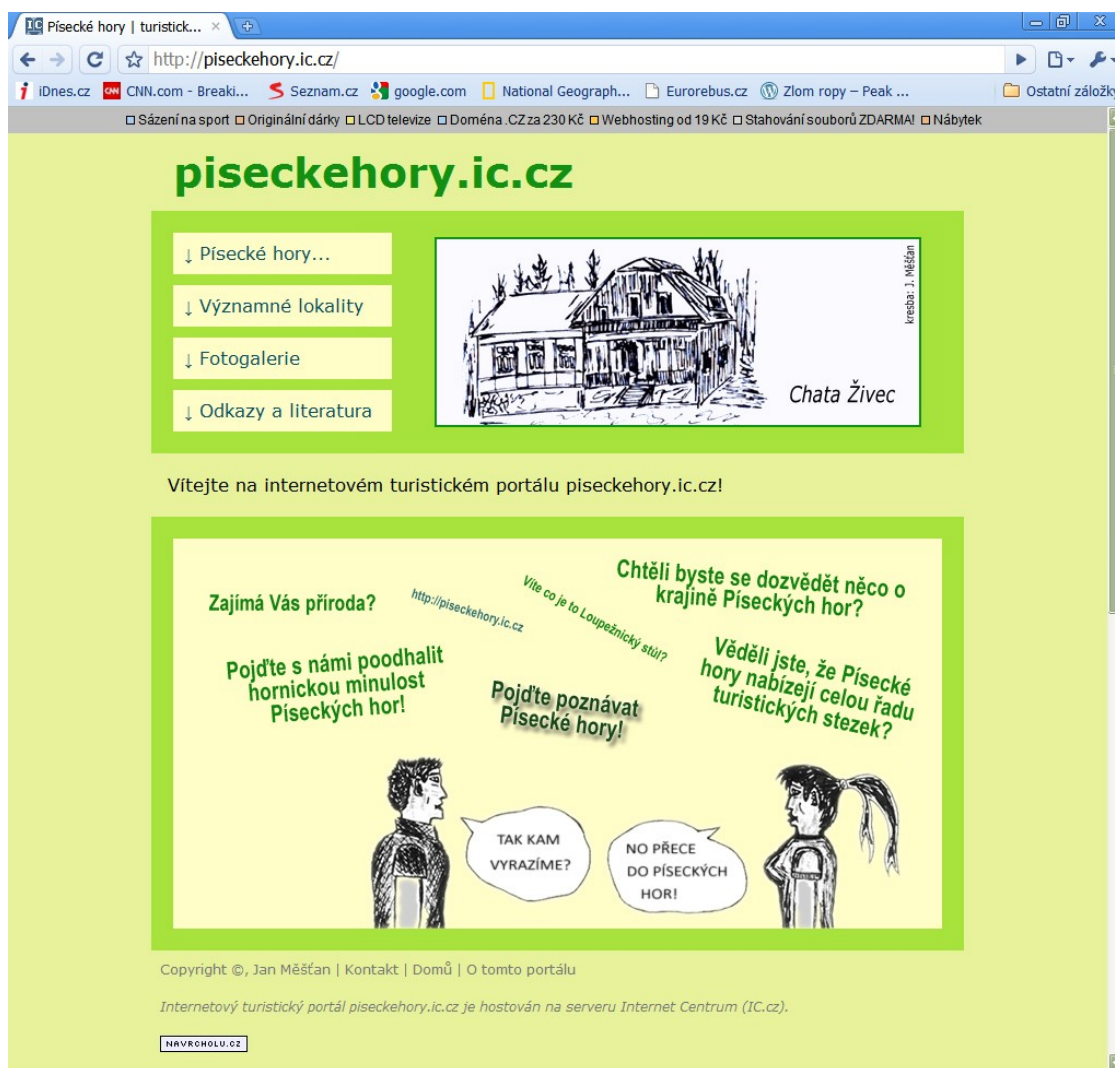 Písecké hory | turistick...
http://piseckehory.ic.cz/
iDnes.cz CNN.com - Breaki... Seznam.cz google.com National Geograph... Eurorebus.cz Zlom ropy – Peak ... Ostatní záložky
Sázení na sport Originální dárky LCD televize Doména .CZ za 230 Kč Webhosting od 19 Kč Stahování souborů ZDARMA! Nábytek
piseckehory.ic.cz
↓ Písecké hory...
↓ Významné lokality
↓ Fotogalerie
↓ Odkazy a literatura
kresba: J. Měšťan
Chata Živec
Vítejte na internetovém turistickém portálu piseckehory.ic.cz!
Zajímá Vás příroda?
http://piseckehory.ic.cz
Víte co je to Loupežnický stůl?
Chtěli byste se dozvědět něco o
krajině Píseckých hor?
Pojďte s námi poodhalit
hornickou minulost
Píseckých hor!
Pojďte poznávat
Písecké hory!
Věděli jste, že Písecké
hory nabízejí celou řadu
turistických stezek?
TAK KAM
VYRAZÍME?
NO PŘECE
DO PÍSECKÝCH
HOR!
Copyright ©, Jan Měšťan | Kontakt | Domů | O tomto portálu
Internetový turistický portál piseckehory.ic.cz je hostován na serveru Internet Centrum (IC.cz).
NAVRCHOLU.CZ